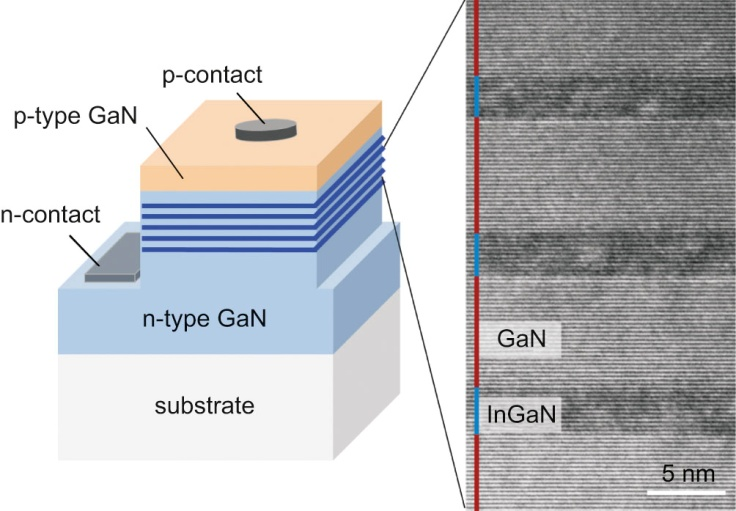 p-contact
p-type GaN
n-contact
n-type GaN
substrate
GaN
InGaN
5 nm